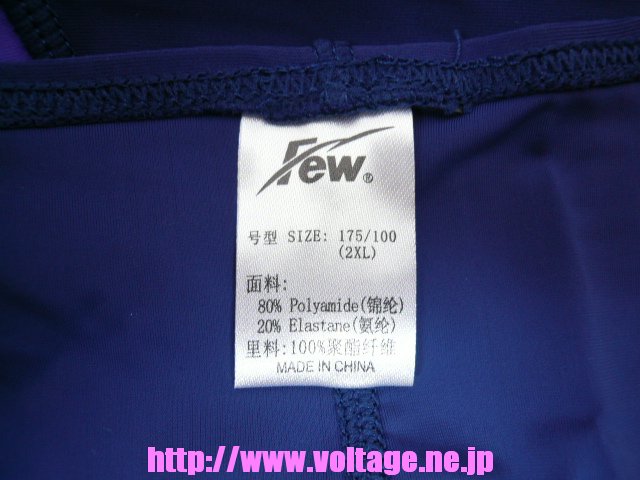 Few®
号型 SIZE: 175/100
(2XL)
面料:
80% Polyamide(锦纶)
20% Elastane(氨纶)
里料:100%聚酯纤维
MADE IN CHINA
http://www.voltage.ne.jp